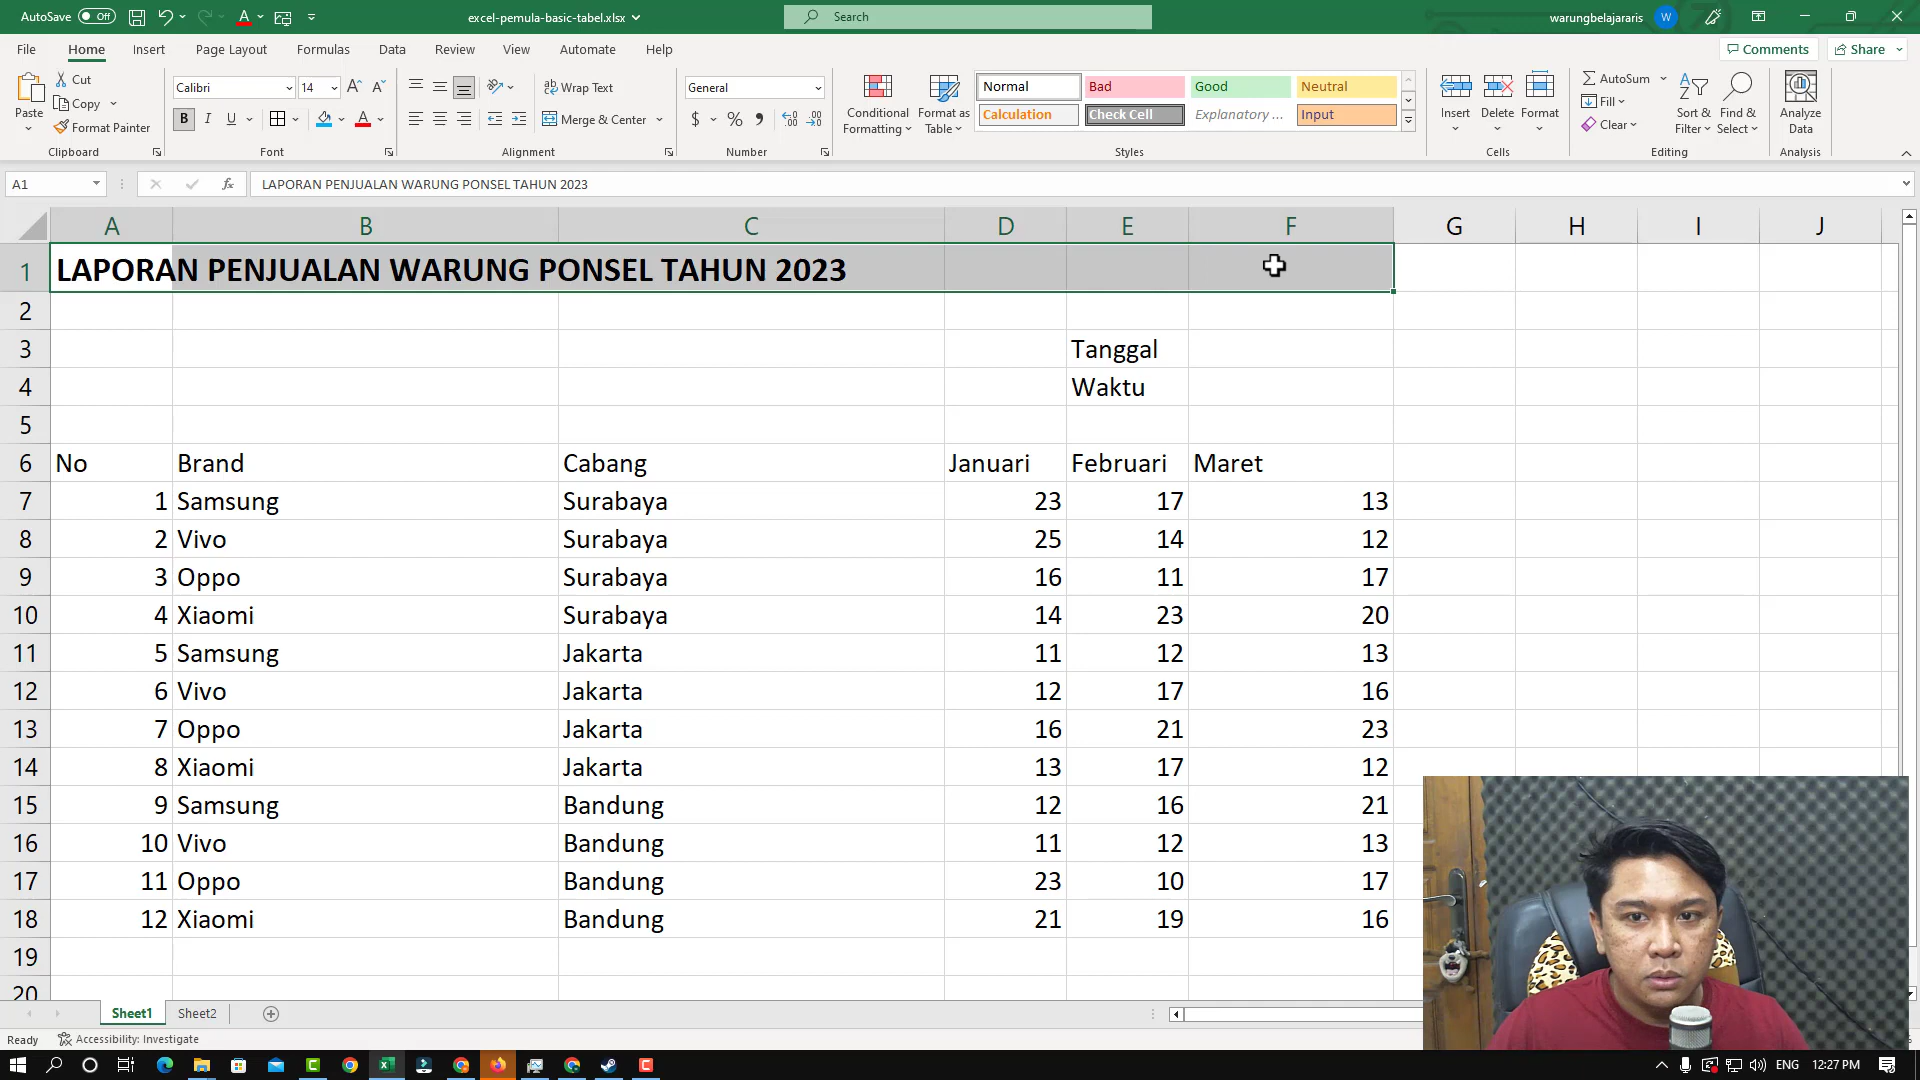 AutoSave Off
excel-pemula-basic-tabel.xlsx
Search
warungbelajararis W
File Home Insert Page Layout Formulas Data Review View Automate Help
Comments Share
Paste
Cut
Copy
Format Painter
Clipboard
Calibri 14
B I U
Font
Wrap Text
Merge & Center
Alignment
General
Number
Conditional Formatting
Format as Table
Normal Bad Good Neutral
Calculation Check Cell Explanatory ... Input
Styles
Insert Delete Format
Cells
AutoSum
Fill
Clear
Sort & Filter
Find & Select
Editing
Analyze Data
Analysis
A1 fx LAPORAN PENJUALAN WARUNG PONSEL TAHUN 2023
A B C D E F G H I J
1 LAPORAN PENJUALAN WARUNG PONSEL TAHUN 2023
2
3 Tanggal
4 Waktu
5
6 No Brand Cabang Januari Februari Maret
7 1 Samsung Surabaya 23 17 13
8 2 Vivo Surabaya 25 14 12
9 3 Oppo Surabaya 16 11 17
10 4 Xiaomi Surabaya 14 23 20
11 5 Samsung Jakarta 11 12 13
12 6 Vivo Jakarta 12 17 16
13 7 Oppo Jakarta 16 21 23
14 8 Xiaomi Jakarta 13 17 12
15 9 Samsung Bandung 12 16 21
16 10 Vivo Bandung 11 12 13
17 11 Oppo Bandung 23 10 17
18 12 Xiaomi Bandung 21 19 16
19
20
Sheet1 Sheet2
Ready Accessibility: Investigate
ENG 12:27 PM